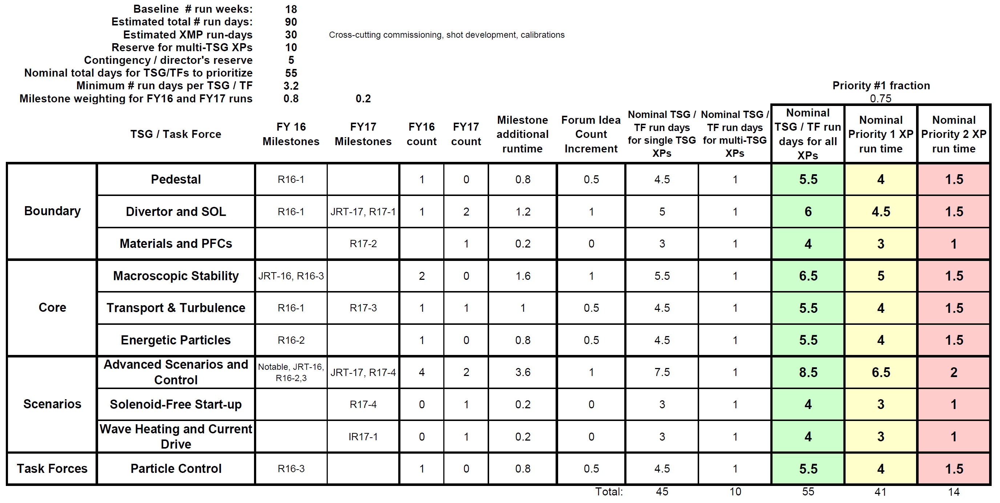 Baseline # run weeks: 18
Estimated total # run days: 90
Estimated XMP run-days 30 Cross-cutting commissioning, shot development, calibrations
Reserve for multi-TSG XPs 10
Contingency / director's reserve 5
Nominal total days for TSG/TFs to prioritize 55
Minimum # run days per TSG / TF 3.2 Priority #1 fraction
Milestone weighting for FY16 and FY17 runs 0.8 0.2 0.75
TSG / Task Force
FY 16
Milestones
FY17
Milestones
FY16
count
FY17
count
Milestone
additional
runtime
Forum Idea
Count
Increment
Nominal TSG /
TF run days
for single TSG
XPs
Nominal TSG /
TF run days
for multi-TSG
XPs
Nominal
TSG / TF run
days for all
XPs
Nominal
Priority 1 XP
run time
Nominal
Priority 2 XP
run time
Boundary
Pedestal R16-1 1 0 0.8 0.5 4.5 1 5.5 4 1.5
Divertor and SOL R16-1 JRT-17, R17-1 1 2 1.2 1 5 1 6 4.5 1.5
Materials and PFCs R17-2 1 0.2 0 3 1 4 3 1
Core
Macroscopic Stability JRT-16, R16-3 2 0 1.6 1 5.5 1 6.5 5 1.5
Transport & Turbulence R16-1 R17-3 1 1 1 0.5 4.5 1 5.5 4 1.5
Energetic Particles R16-2 1 0 0.8 0.5 4.5 1 5.5 4 1.5
Scenarios
Advanced Scenarios and
Control
Notable, JRT-16,
R16-2,3
JRT-17, R17-4 4 2 3.6 1 7.5 1 8.5 6.5 2
Solenoid-Free Start-up R17-4 0 1 0.2 0 3 1 4 3 1
Wave Heating and Current
Drive
IR17-1 0 1 0.2 0 3 1 4 3 1
Task Forces
Particle Control R16-3 1 0 0.8 0.5 4.5 1 5.5 4 1.5
Total: 45 10 55 41 14